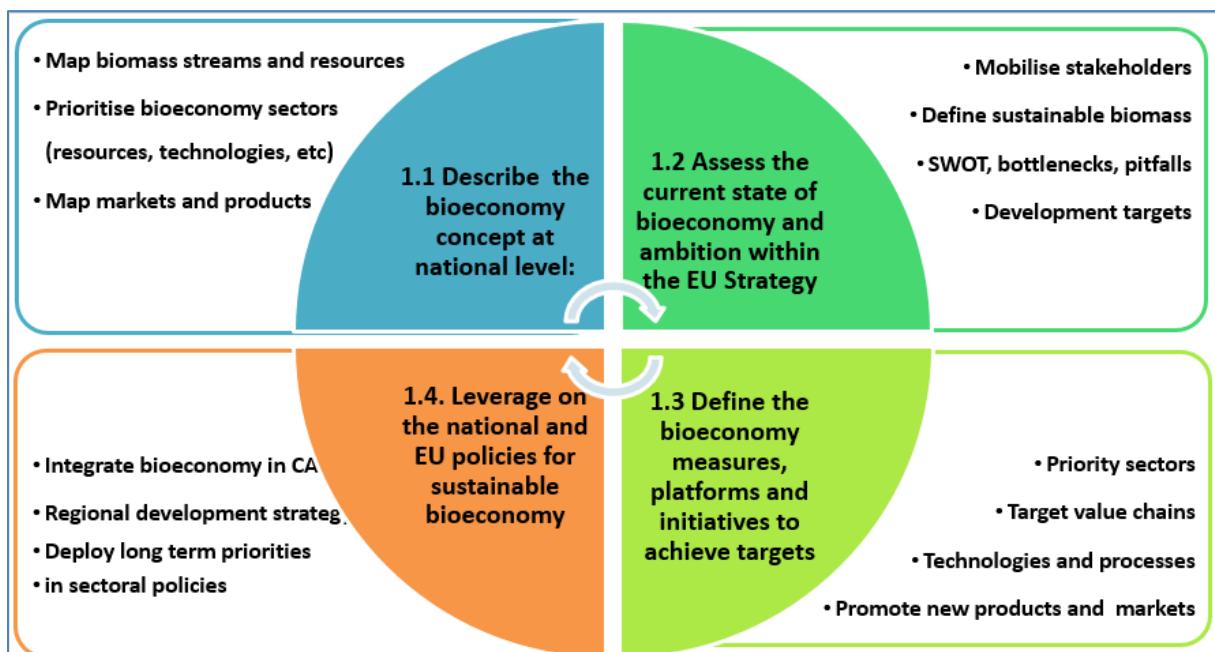 • Map biomass streams and resources
• Prioritise bioeconomy sectors
(resources, technologies, etc)
• Map markets and products
1.1 Describe the
bioeconomy
concept at
national level:
1.2 Assess the
current state of
bioeconomy and
ambition within
the EU Strategy
• Mobilise stakeholders
• Define sustainable biomass
• SWOT, bottlenecks, pitfalls
• Development targets
• Integrate bioeconomy in CA
• Regional development strateg
• Deploy long term priorities
• in sectoral policies
1.4. Leverage on
the national and
EU policies for
sustainable
bioeconomy
1.3 Define the
bioeconomy
measures,
platforms and
initiatives to
achieve targets
• Priority sectors
• Target value chains
• Technologies and processes
• Promote new products and markets